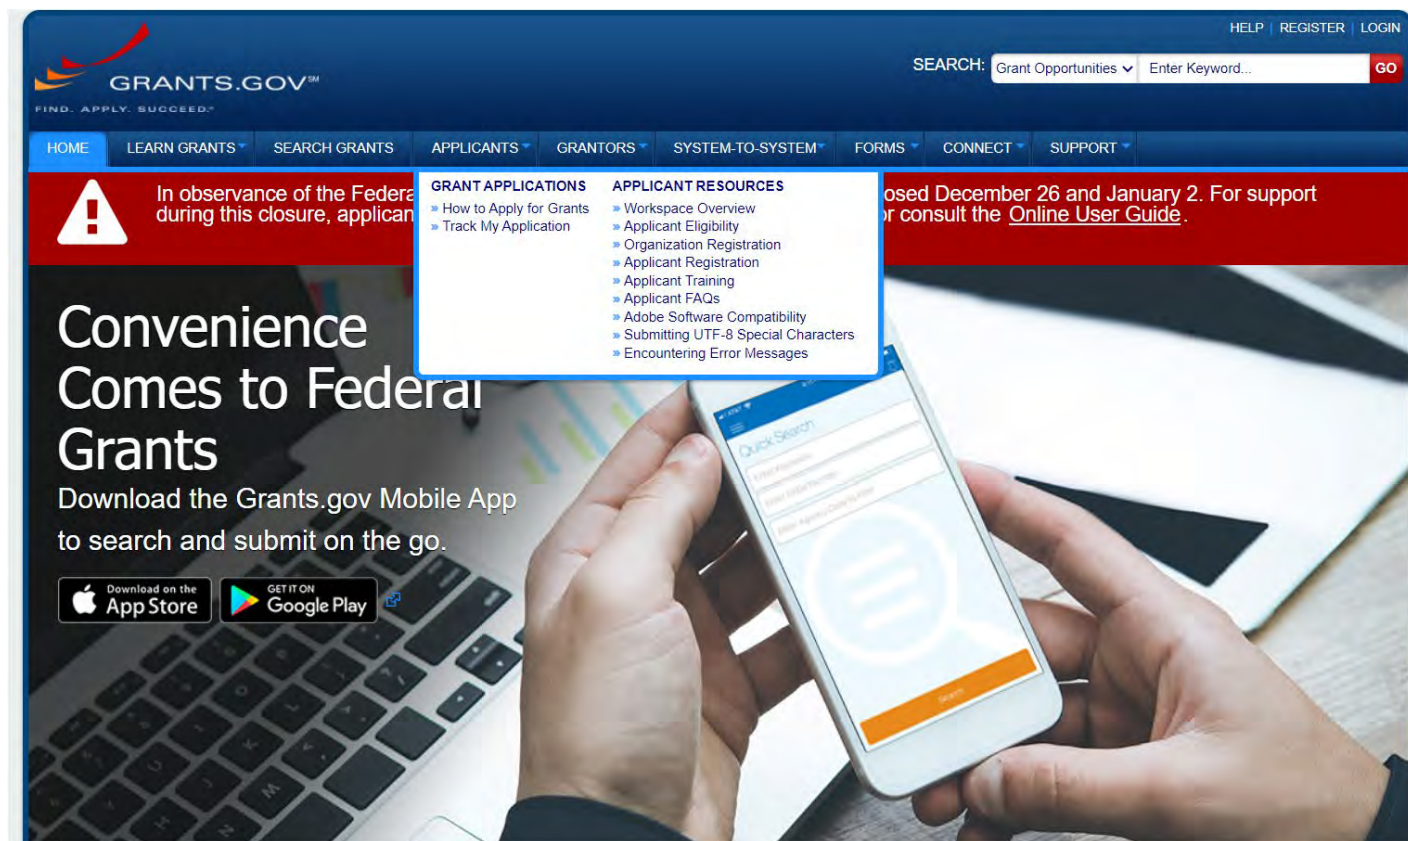 HELP | REGISTER | LOGIN
SEARCH: Grant Opportunities Enter Keyword... GO
GRANTS.GOV℠
FIND. APPLY. SUCCEED.℠
HOME LEARN GRANTS SEARCH GRANTS APPLICANTS GRANTORS SYSTEM-TO-SYSTEM FORMS CONNECT SUPPORT
In observance of the Federa
osed December 26 and January 2. For support
during this closure, applican
or consult the Online User Guide.
GRANT APPLICATIONS
» How to Apply for Grants
» Track My Application
APPLICANT RESOURCES
» Workspace Overview
» Applicant Eligibility
» Organization Registration
» Applicant Registration
» Applicant Training
» Applicant FAQs
» Adobe Software Compatibility
» Submitting UTF-8 Special Characters
» Encountering Error Messages
Convenience
Comes to Federal
Grants
Download the Grants.gov Mobile App
to search and submit on the go.
Download on the
App Store
GET IT ON
Google Play
Quick Search
Search